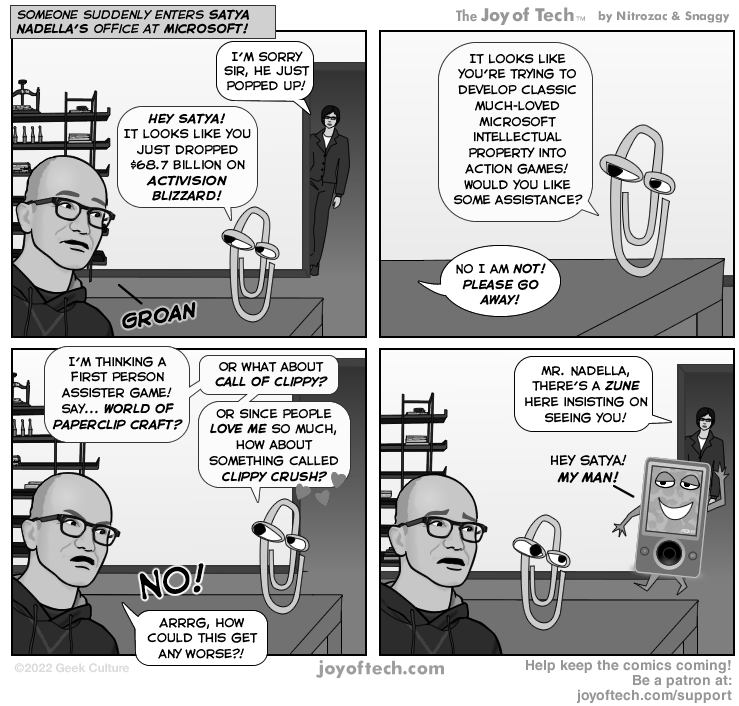 SOMEONE SUDDENLY ENTERS SATYA
NADELLA'S OFFICE AT MICROSOFT!
The Joy of Tech™ by Nitrozac & Snaggy
I'M SORRY
SIR, HE JUST
POPPED UP!
HEY SATYA!
IT LOOKS LIKE YOU
JUST DROPPED
$68.7 BILLION ON
ACTIVISION
BLIZZARD!
GROAN
IT LOOKS LIKE
YOU'RE TRYING TO
DEVELOP CLASSIC
MUCH-LOVED
MICROSOFT
INTELLECTUAL
PROPERTY INTO
ACTION GAMES!
WOULD YOU LIKE
SOME ASSISTANCE?
NO I AM NOT!
PLEASE GO
AWAY!
I'M THINKING A
FIRST PERSON
ASSISTER GAME!
SAY... WORLD OF
PAPERCLIP CRAFT?
OR WHAT ABOUT
CALL OF CLIPPY?
OR SINCE PEOPLE
LOVE ME SO MUCH,
HOW ABOUT
SOMETHING CALLED
CLIPPY CRUSH?
NO!
ARRRG, HOW
COULD THIS GET
ANY WORSE?!
MR. NADELLA,
THERE'S A ZUNE
HERE INSISTING ON
SEEING YOU!
HEY SATYA!
MY MAN!
©2022 Geek Culture
joyoftech.com
Help keep the comics coming!
Be a patron at:
joyoftech.com/support